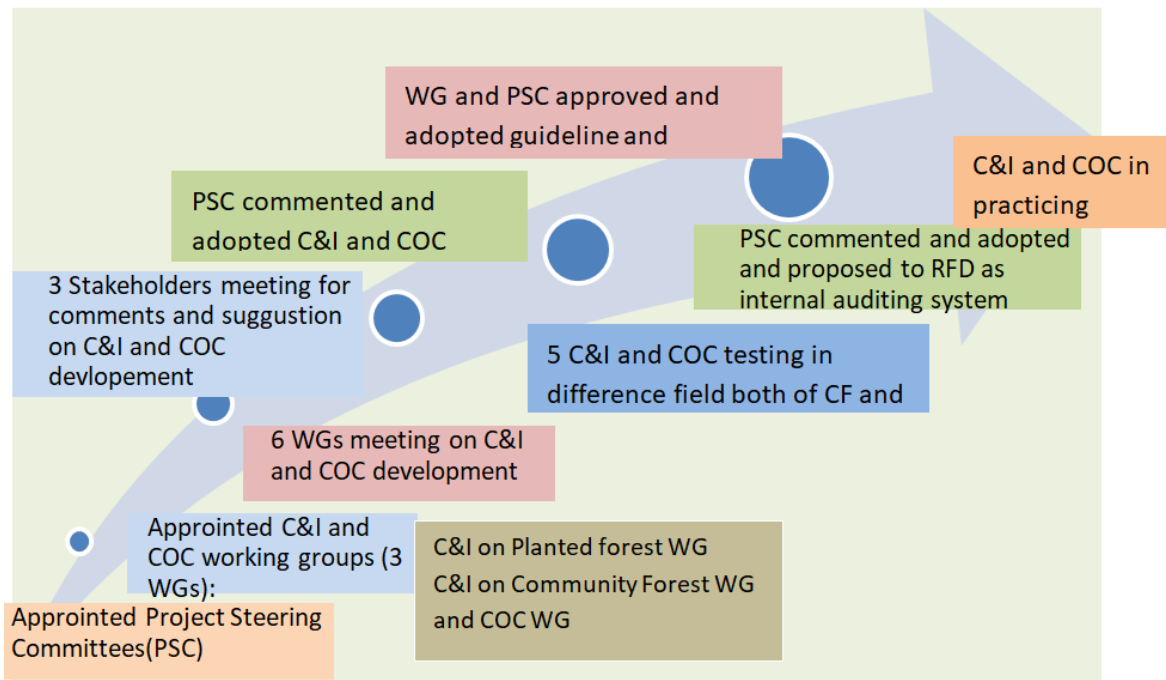 WG and PSC approved and
adopted guideline and
C&I and COC in
practicing
PSC commented and
adopted C&I and COC
PSC commented and adopted
and proposed to RFD as
internal auditing system
3 Stakeholders meeting for
comments and suggustion
on C&I and COC
devlopement
5 C&I and COC testing in
difference field both of CF and
6 WGs meeting on C&I
and COC development
Approinted C&I and
COC working groups (3
WGs):
C&I on Planted forest WG
C&I on Community Forest WG
and COC WG
Approinted Project Steering
Committees(PSC)